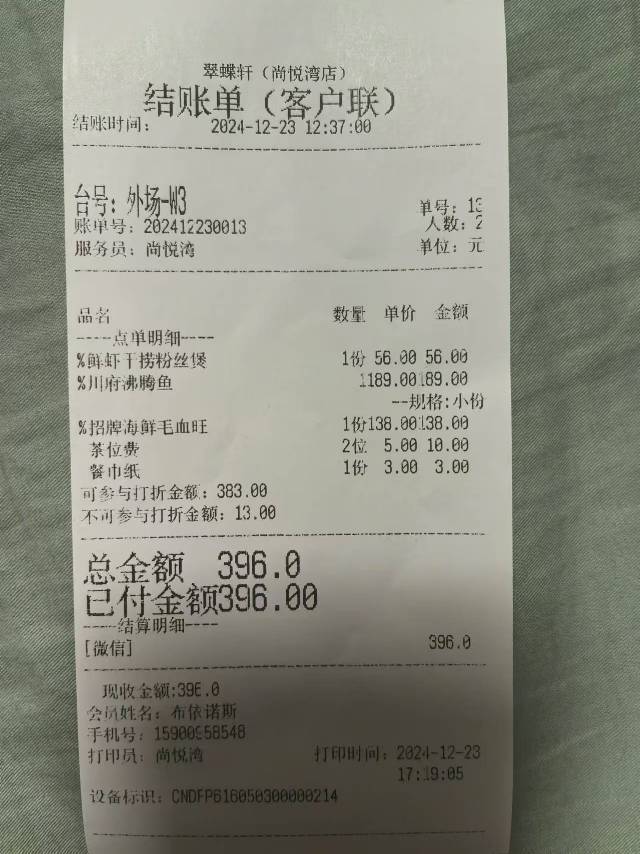 翠蝶轩（尚悦湾店）
结账单（客户联）
结账时间： 2024-12-23 12:37:00
台号：外场-W3
单号：13
账单号：202412230013 人数：2
服务员：尚悦湾 单位：元
品名 数量 单价 金额
-----点单明细----
%鲜虾干捞粉丝煲 1份 56.00 56.00
%川府沸腾鱼 1189.00189.00
--规格:小份
%招牌海鲜毛血旺 1份138.00138.00
茶位费 2位 5.00 10.00
餐巾纸 1份 3.00 3.00
可参与打折金额：383.00
不可参与打折金额：13.00
总金额 396.0
已付金额396.00
-----结算明细----
[微信] 396.0
现收金额:396.0
会员姓名：布依诺斯
手机号：15900958548
打印员：尚悦湾 打印时间：2024-12-23
17:19:05
设备标识：CNDFP616050300000214